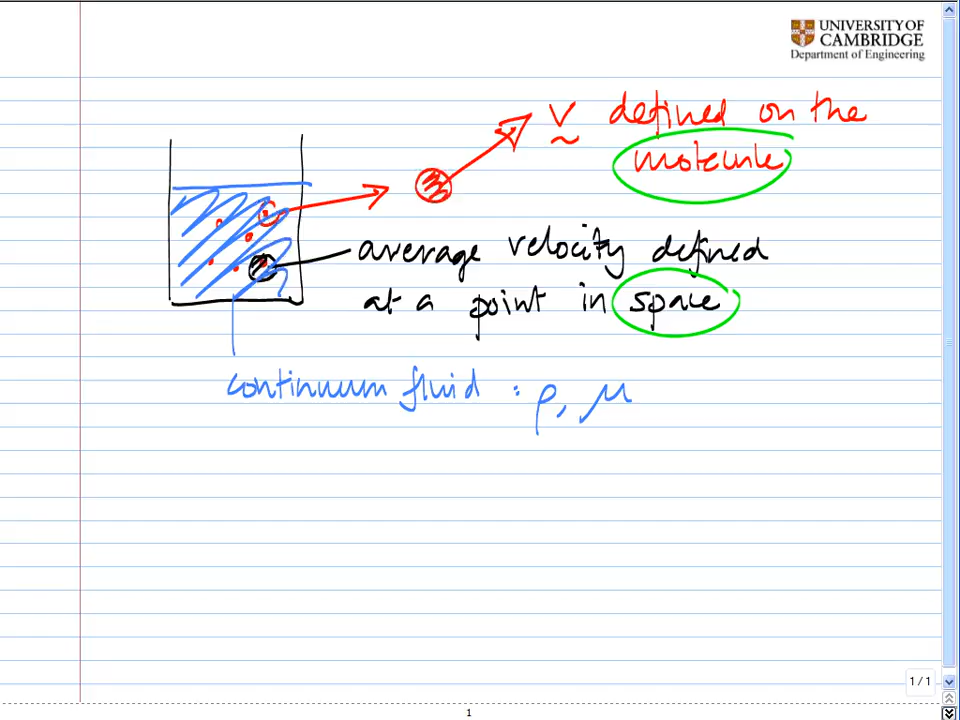 UNIVERSITY OF
CAMBRIDGE
Department of Engineering
v defined on the
molecule
average velocity defined
at a point in space
continuum fluid : ρ, μ
1 / 1
1